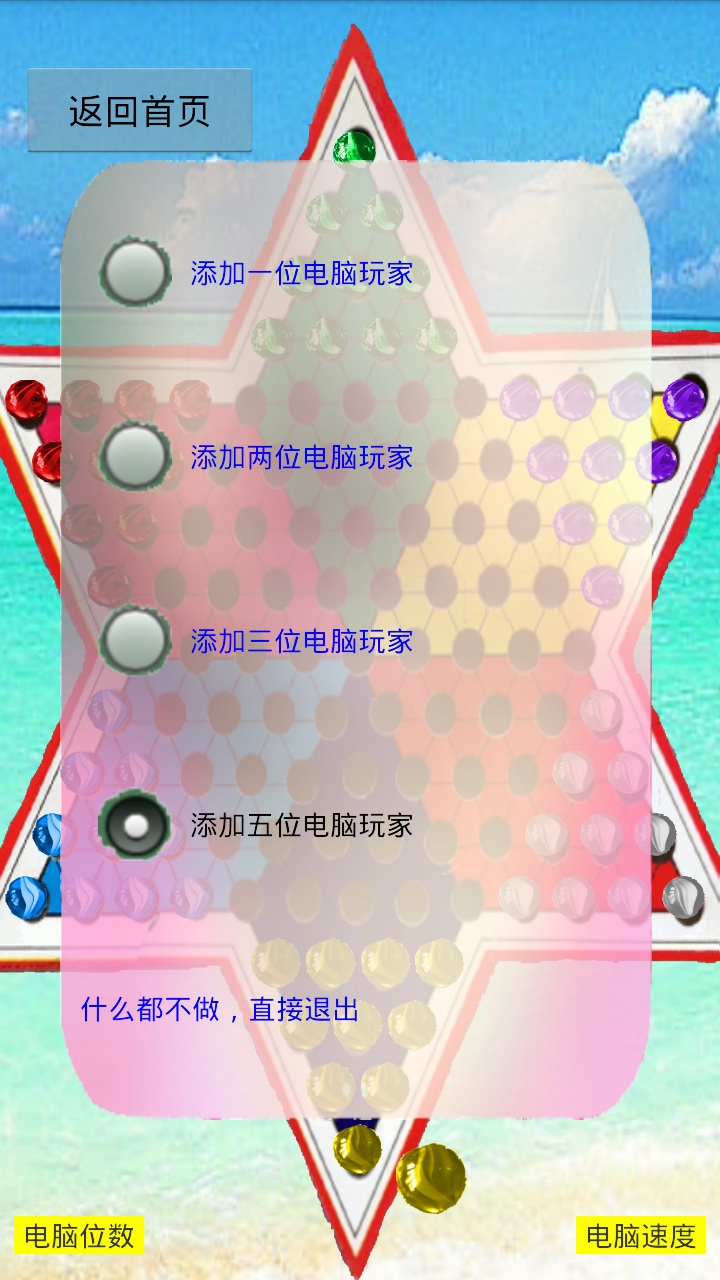 返回首页
添加一位电脑玩家
添加两位电脑玩家
添加三位电脑玩家
添加五位电脑玩家
什么都不做，直接退出
电脑位数
电脑速度